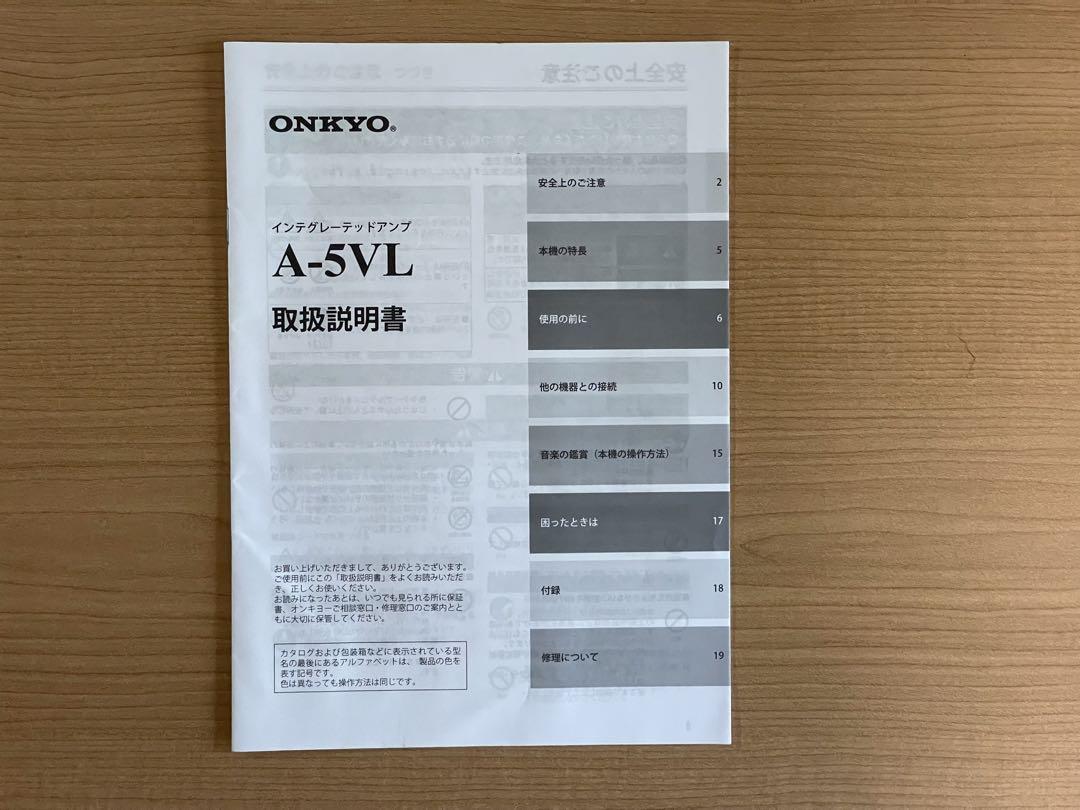 ONKYO®
インテグレーテッドアンプ
A-5VL
取扱説明書
お買い上げいただきまして、ありがとうございます。
ご使用前にこの「取扱説明書」をよくお読みいただ
き、正しくお使いください。
お読みになったあとは、いつでも見られる所に保証
書、オンキヨーご相談窓口・修理窓口のご案内とと
もに大切に保管してください。
カタログおよび包装箱などに表示されている型
名の最後にあるアルファベットは、製品の色を
表す記号です。
色は異なっても操作方法は同じです。
安全上のご注意 2
本機の特長 5
使用の前に 6
他の機器との接続 10
音楽の鑑賞（本機の操作方法） 15
困ったときは 17
付録 18
修理について 19